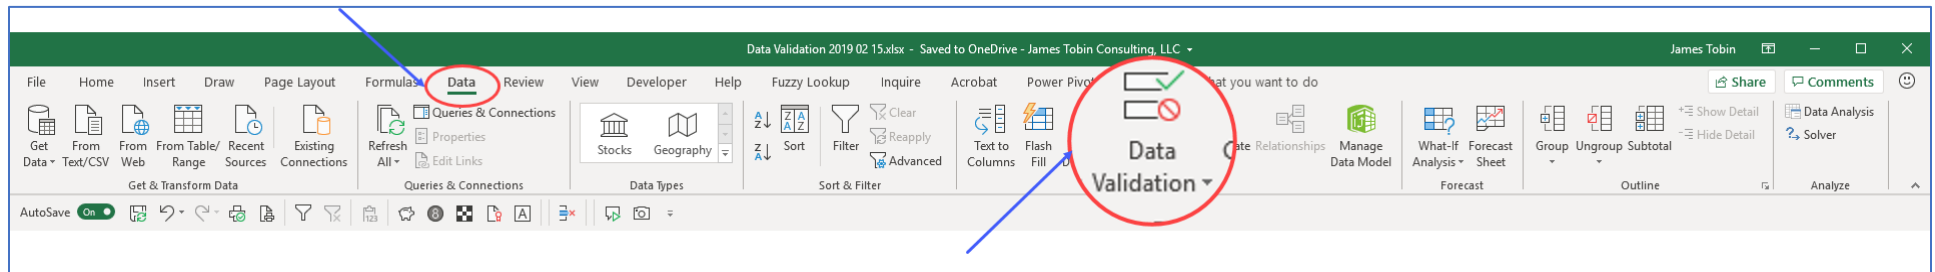 Data Validation 2019 02 15.xlsx - Saved to OneDrive - James Tobin Consulting, LLC
James Tobin
File Home Insert Draw Page Layout Formulas Data Review View Developer Help Fuzzy Lookup Inquire Acrobat Power Pivot hat you want to do Share Comments
Get Data
From Text/CSV
From Web
From Table/ Range
Recent Sources
Existing Connections
Get & Transform Data
Refresh All
Queries & Connections
Properties
Edit Links
Queries & Connections
Stocks
Geography
Data Types
Sort
Filter
Clear
Reapply
Advanced
Sort & Filter
Text to Columns
Flash Fill
Data
Validation
Relationships
Manage Data Model
What-If Analysis
Forecast Sheet
Forecast
Group
Ungroup
Subtotal
Show Detail
Hide Detail
Outline
Data Analysis
Solver
Analyze
AutoSave On